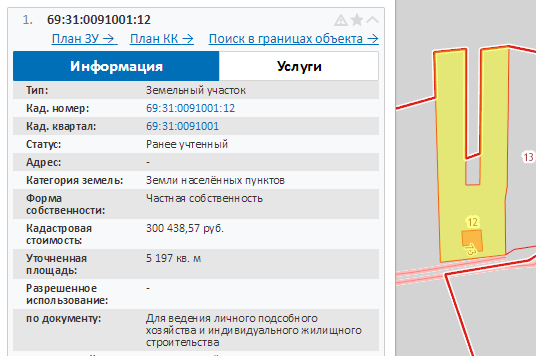 1. 69:31:0091001:12
План ЗУ → План КК → Поиск в границах объекта →
Информация Услуги
Тип: Земельный участок
Кад. номер: 69:31:0091001:12
Кад. квартал: 69:31:0091001
Статус: Ранее учтенный
Адрес: -
Категория земель: Земли населённых пунктов
Форма собственности: Частная собственность
Кадастровая стоимость: 300 438,57 руб.
Уточненная площадь: 5 197 кв. м
Разрешенное использование: -
по документу: Для ведения личного подсобного
хозяйства и индивидуального жилищного
строительства
13
12